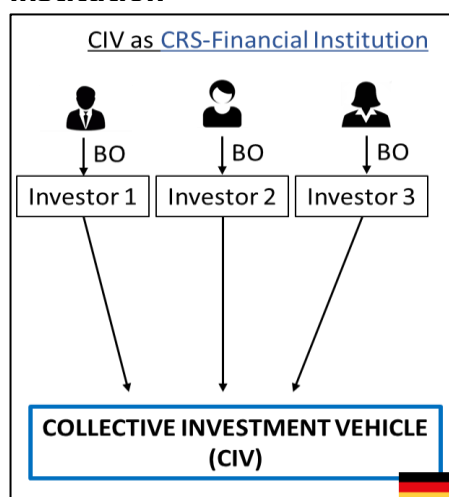 CIV as CRS-Financial Institution
BO BO BO
Investor 1 Investor 2 Investor 3
COLLECTIVE INVESTMENT VEHICLE
(CIV)